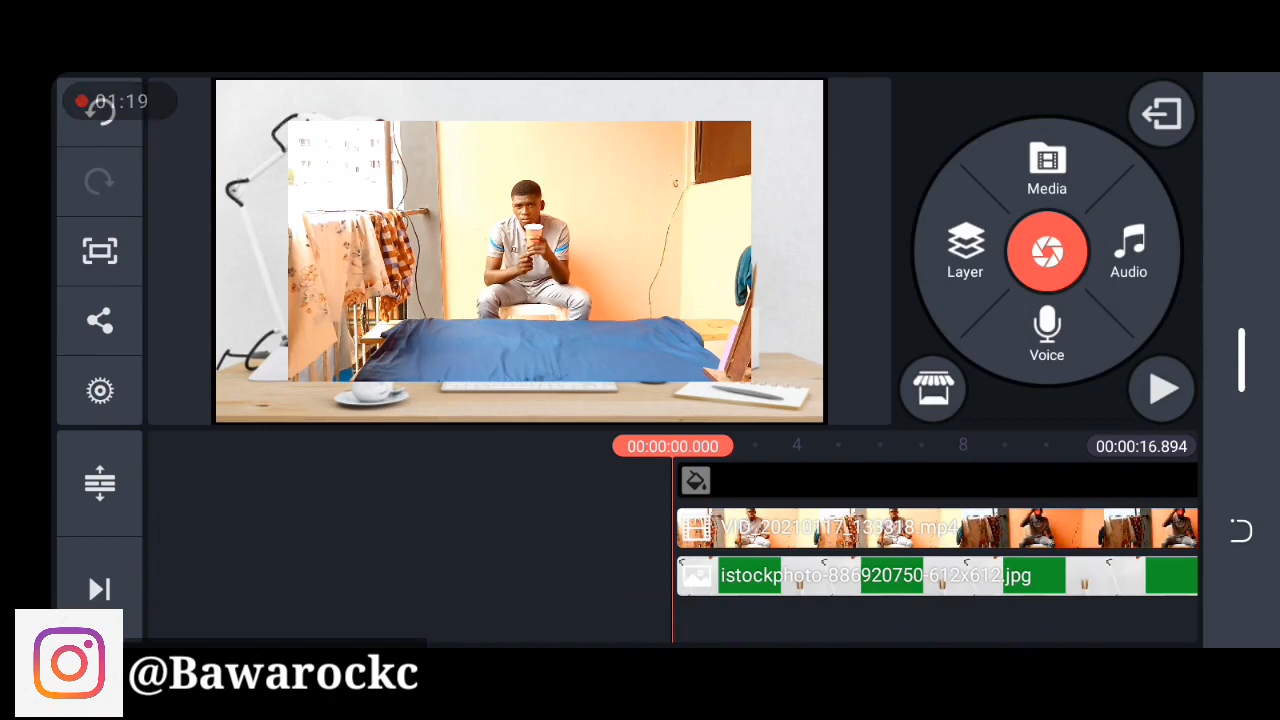 01:19
Media
Layer
Audio
Voice
00:00:00.000
4
8
00:00:16.894
VID_20210117_133318.mp4
istockphoto-886920750-612x612.jpg
@Bawarockc